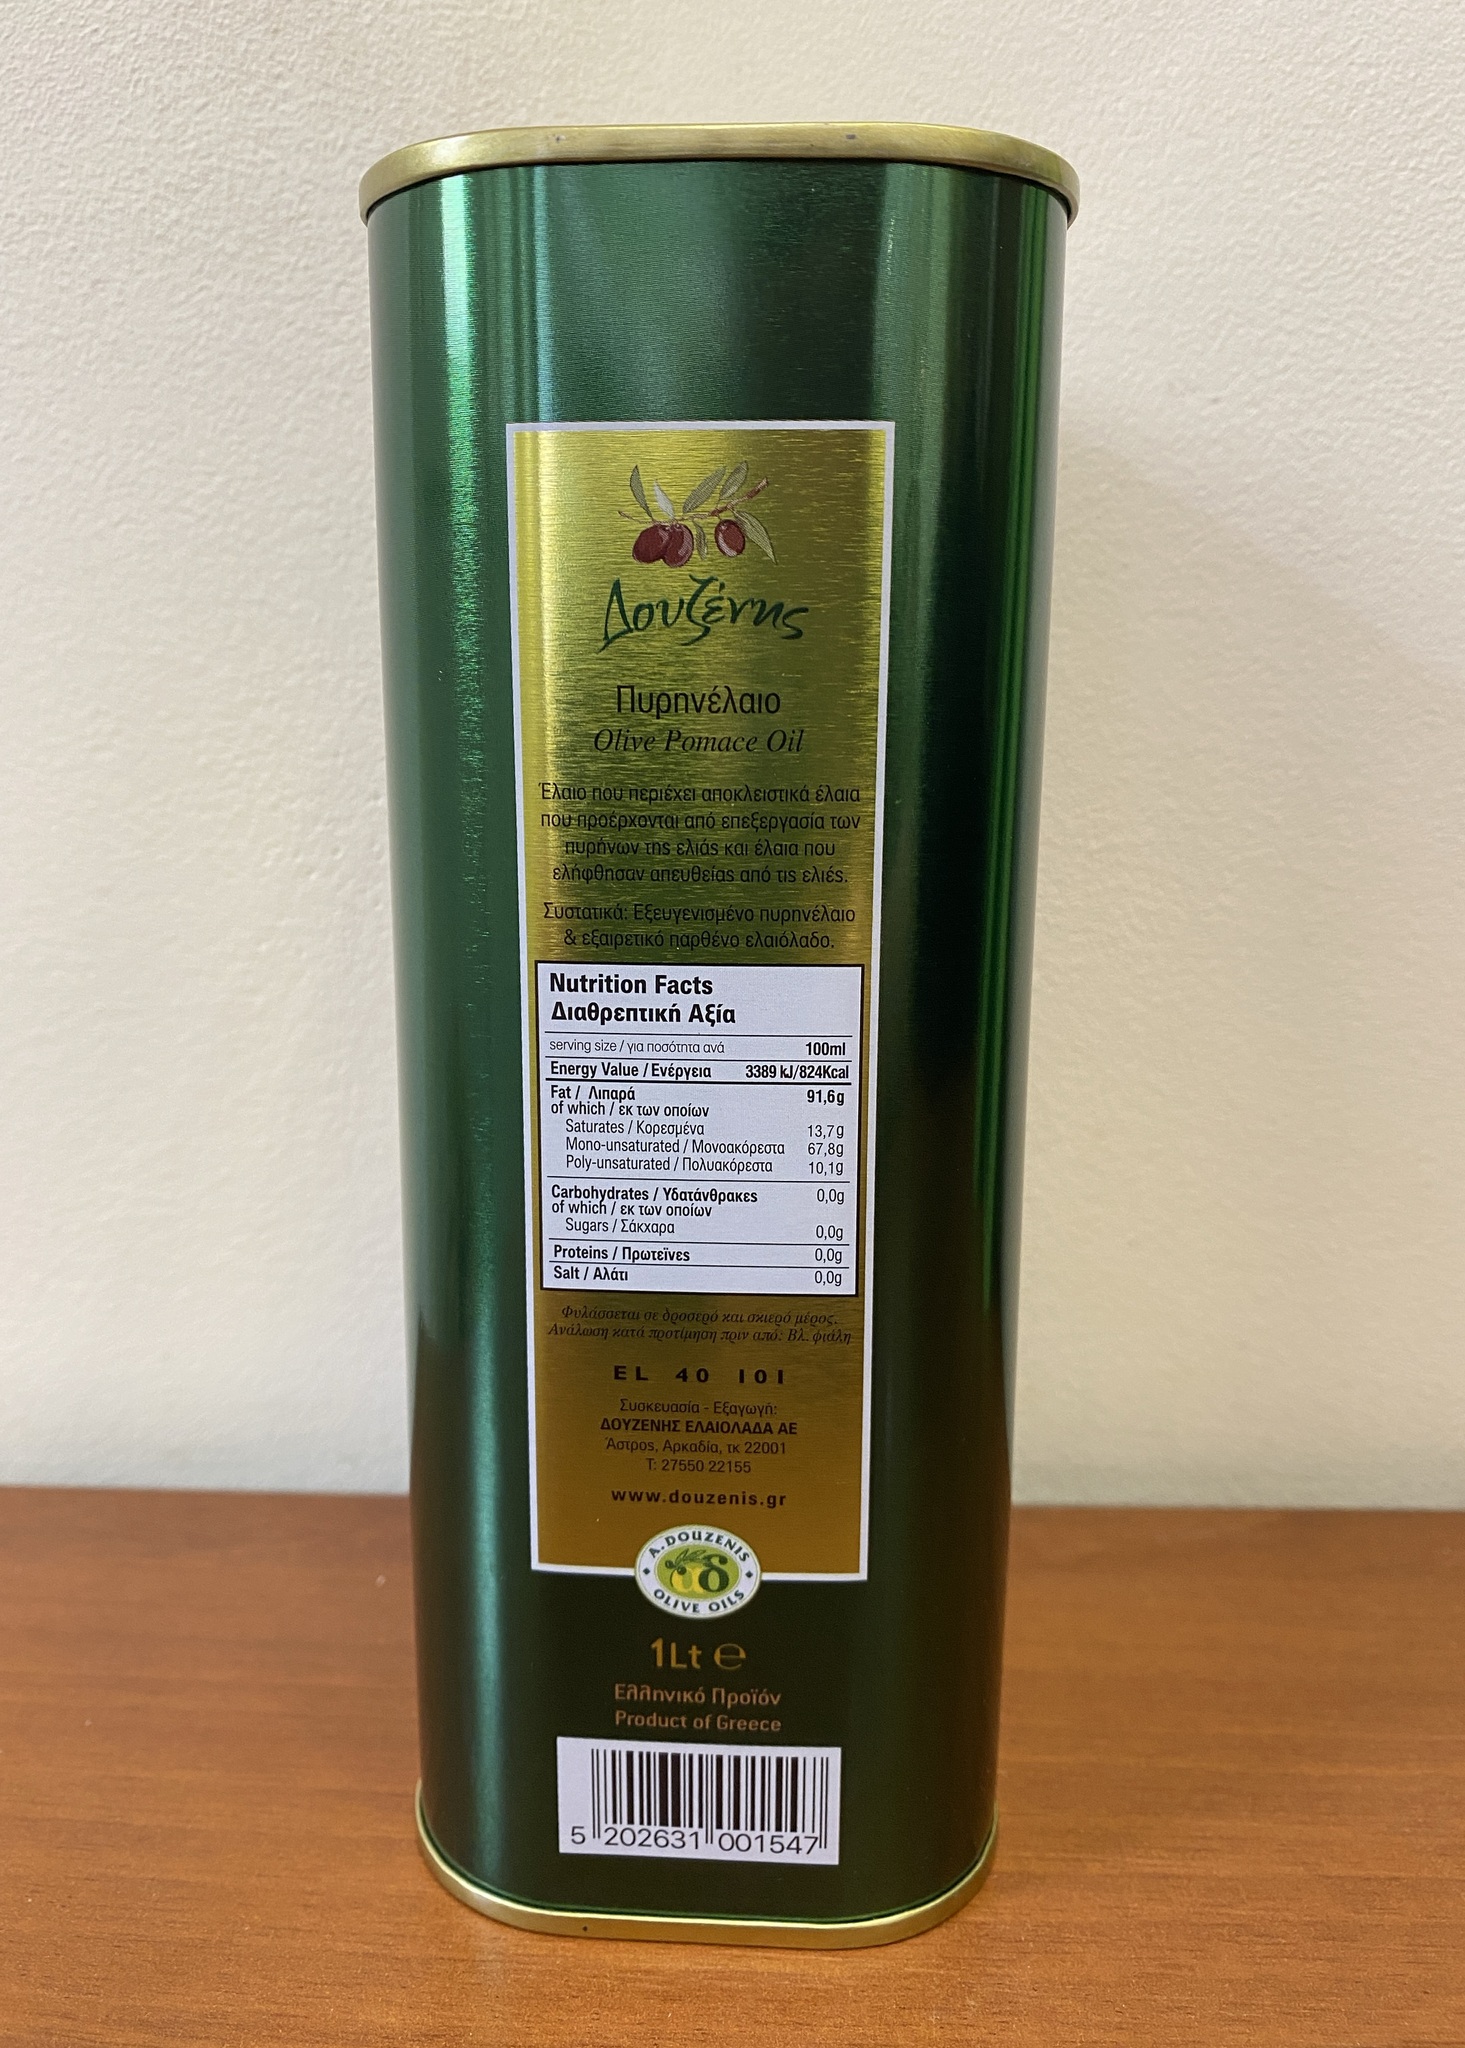 Δουζένης
Πυρηνέλαιο
Olive Pomace Oil
Έλαιο που περιέχει αποκλειστικά έλαια
που προέρχονται από επεξεργασία των
πυρήνων της ελιάς και έλαια που
ελήφθησαν απευθείας από τις ελιές.
Συστατικά: Εξευγενισμένο πυρηνέλαιο
& εξαιρετικό παρθένο ελαιόλαδο.
Nutrition Facts
Διαθρεπτική Αξία
serving size / για ποσότητα ανά 100ml
Energy Value / Ενέργεια 3389 kJ/824Kcal
Fat / Λιπαρά 91,6g
of which / εκ των οποίων
Saturates / Κορεσμένα 13,7g
Mono-unsaturated / Μονοακόρεστα 67,8g
Poly-unsaturated / Πολυακόρεστα 10,1g
Carbohydrates / Υδατάνθρακες 0,0g
of which / εκ των οποίων
Sugars / Σάκχαρα 0,0g
Proteins / Πρωτεϊνες 0,0g
Salt / Αλάτι 0,0g
Φυλάσσεται σε δροσερό και σκιερό μέρος.
Ανάλωση κατά προτίμηση πριν από: Βλ. φιάλη
EL 40 101
Συσκευασία - Εξαγωγή:
ΔΟΥΖΕΝΗΣ ΕΛΑΙΟΛΑΔΑ ΑΕ
Άστρος, Αρκαδία, τκ 22001
Τ: 27550 22155
www.douzenis.gr
A. DOUZENIS
αδ
OLIVE OILS
1Lt ℮
Ελληνικό Προϊόν
Product of Greece
5 202631 001547